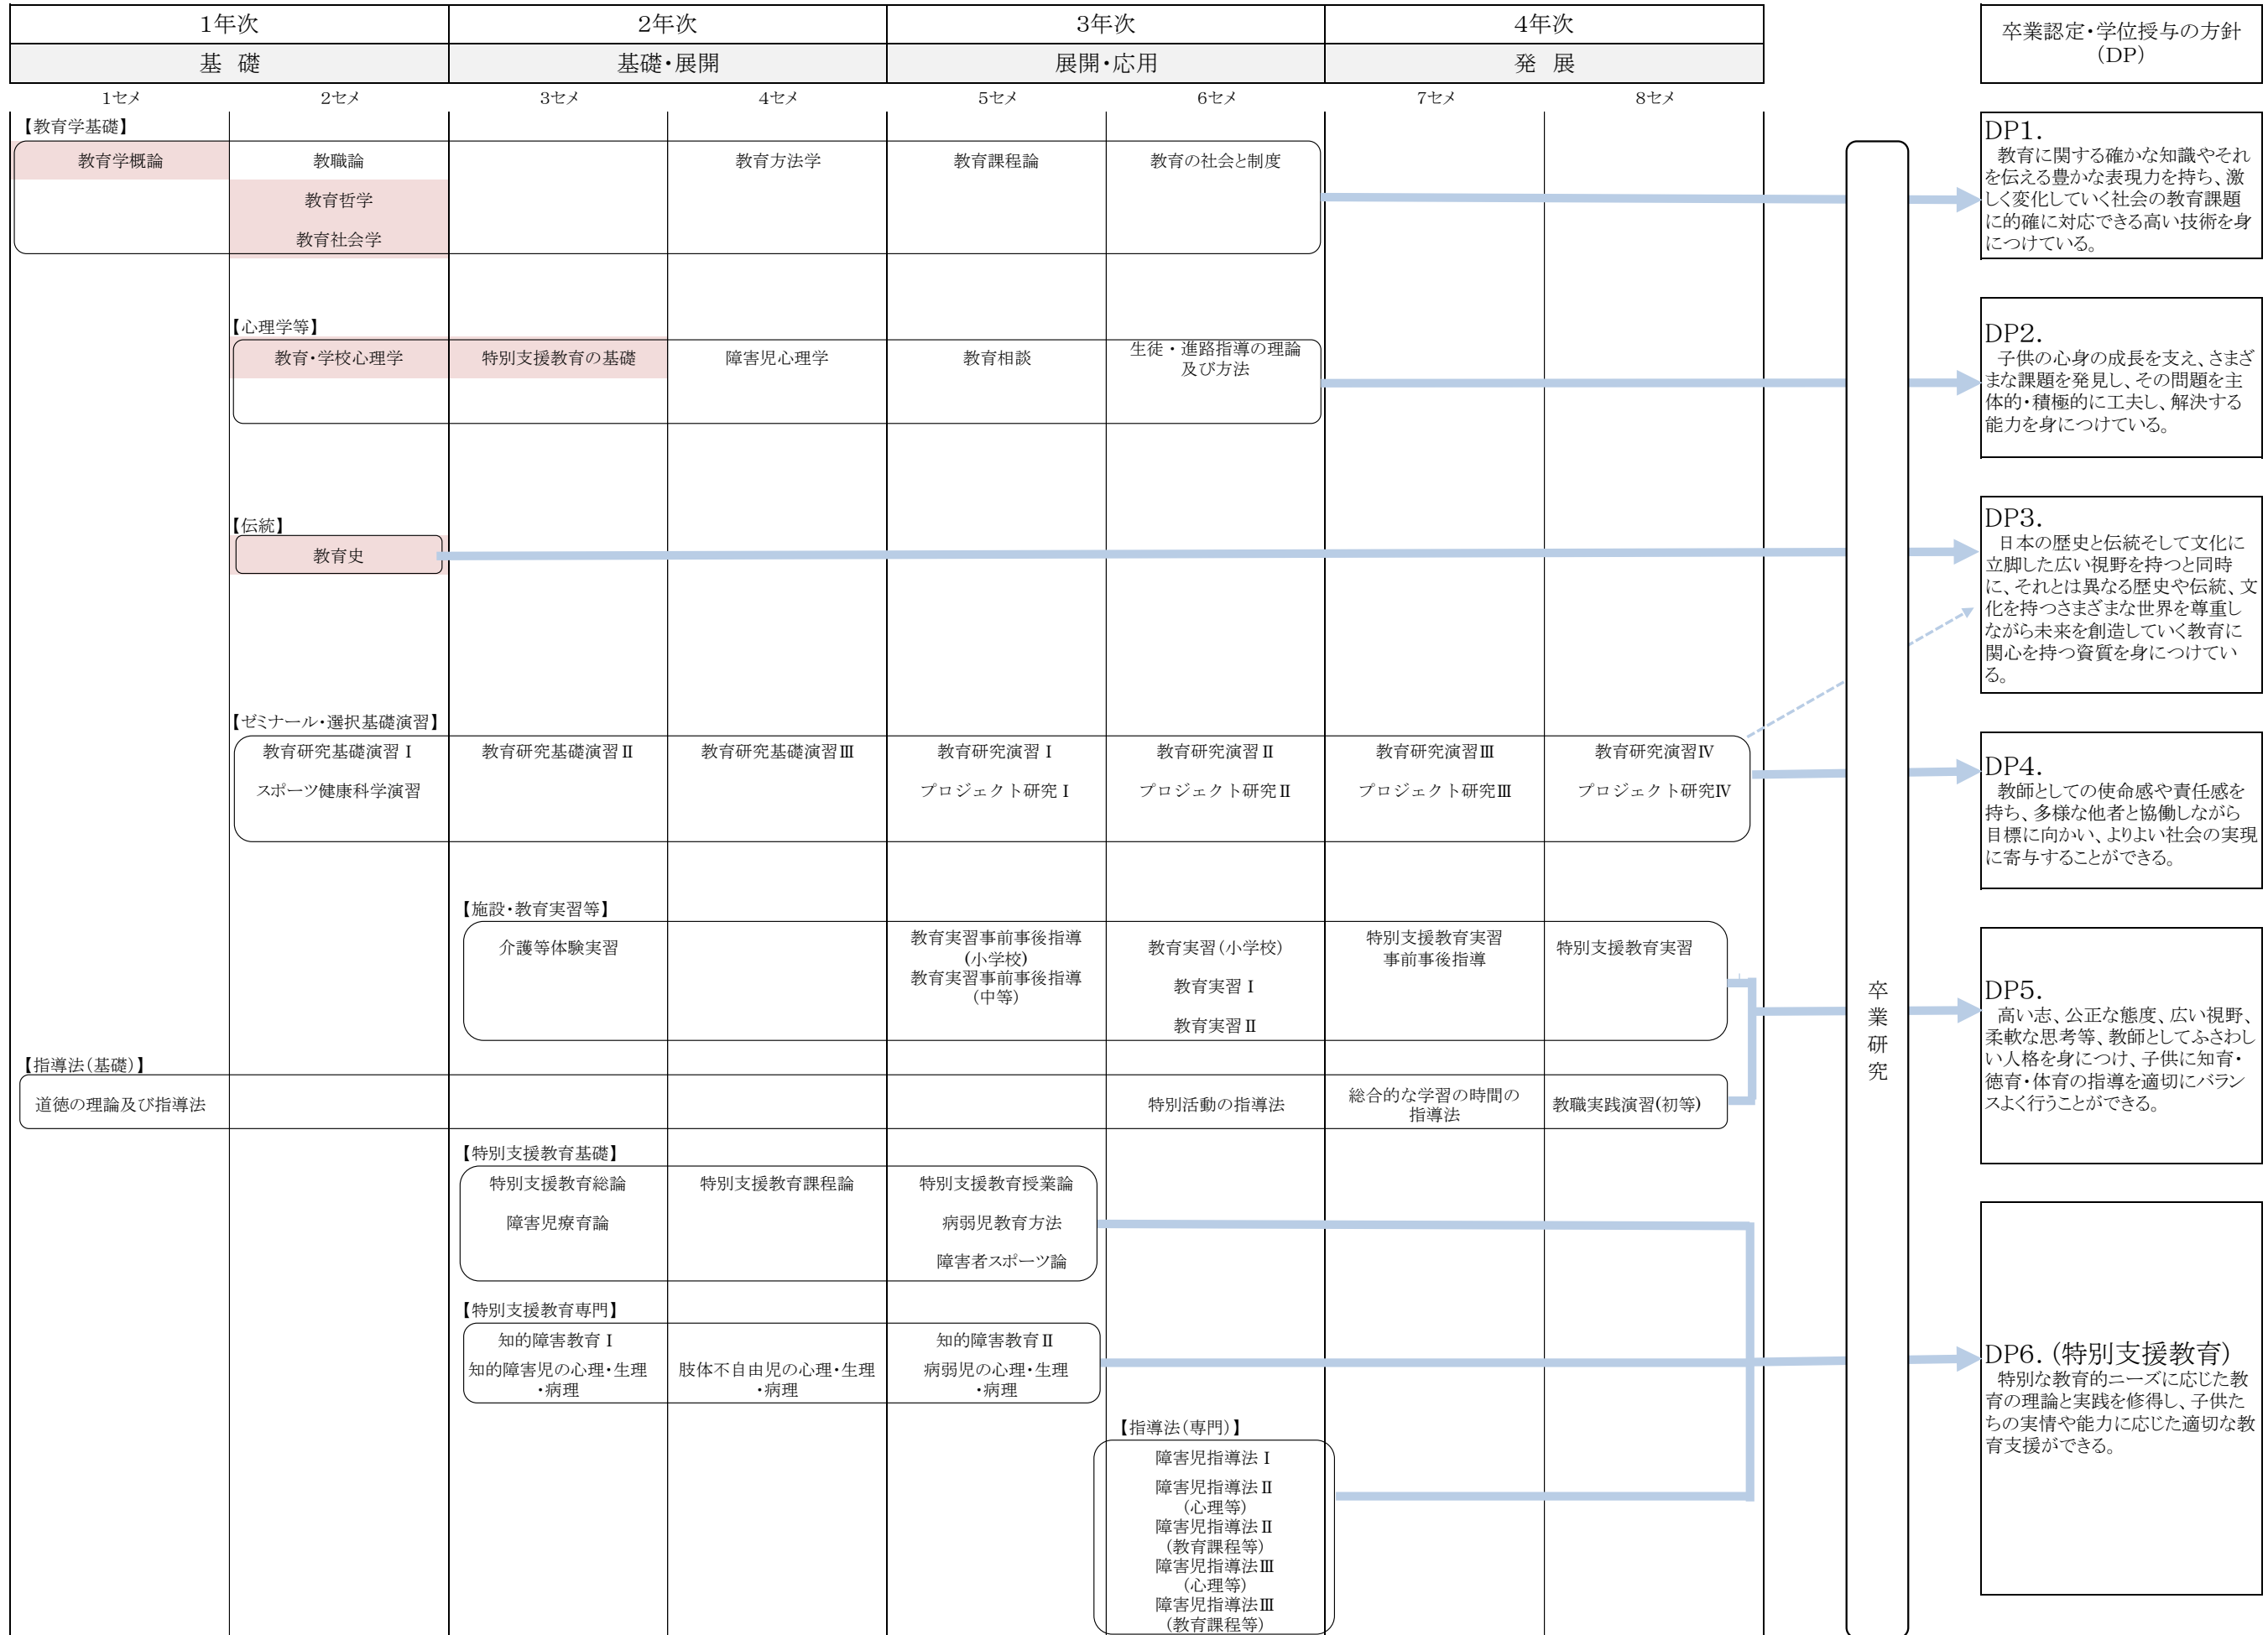 1年次
2年次
3年次
4年次
卒業認定・学位授与の方針
(DP)
基 礎
基礎・展開
展開・応用
発 展
1セメ
2セメ
3セメ
4セメ
5セメ
6セメ
7セメ
8セメ
【教育学基礎】
教育学概論
教職論
教育方法学
教育課程論
教育の社会と制度
教育哲学
教育社会学
【心理学等】
教育・学校心理学
特別支援教育の基礎
障害児心理学
教育相談
生徒・進路指導の理論
及び方法
【伝統】
教育史
【ゼミナール・選択基礎演習】
教育研究基礎演習Ⅰ
教育研究基礎演習Ⅱ
教育研究基礎演習Ⅲ
教育研究演習Ⅰ
教育研究演習Ⅱ
教育研究演習Ⅲ
教育研究演習Ⅳ
スポーツ健康科学演習
プロジェクト研究Ⅰ
プロジェクト研究Ⅱ
プロジェクト研究Ⅲ
プロジェクト研究Ⅳ
【施設・教育実習等】
介護等体験実習
教育実習事前事後指導
(小学校)
教育実習事前事後指導
(中等)
教育実習(小学校)
教育実習Ⅰ
教育実習Ⅱ
特別支援教育実習
事前事後指導
特別支援教育実習
【指導法(基礎)】
道徳の理論及び指導法
特別活動の指導法
総合的な学習の時間の
指導法
教職実践演習(初等)
【特別支援教育基礎】
特別支援教育総論
特別支援教育課程論
特別支援教育授業論
障害児療育論
病弱児教育方法
障害者スポーツ論
【特別支援教育専門】
知的障害教育Ⅰ
知的障害教育Ⅱ
知的障害児の心理・生理
・病理
肢体不自由児の心理・生理
・病理
病弱児の心理・生理
・病理
【指導法(専門)】
障害児指導法Ⅰ
障害児指導法Ⅱ
(心理等)
障害児指導法Ⅱ
(教育課程等)
障害児指導法Ⅲ
(心理等)
障害児指導法Ⅲ
(教育課程等)
卒
業
研
究
DP1.
教育に関する確かな知識やそれ
を伝える豊かな表現力を持ち、激
しく変化していく社会の教育課題
に的確に対応できる高い技術を身
につけている。
DP2.
子供の心身の成長を支え、さまざ
まな課題を発見し、その問題を主
体的・積極的に工夫し、解決する
能力を身につけている。
DP3.
日本の歴史と伝統そして文化に
立脚した広い視野を持つと同時
に、それとは異なる歴史や伝統、文
化を持つさまざまな世界を尊重し
ながら未来を創造していく教育に
関心を持つ資質を身につけてい
る。
DP4.
教師としての使命感や責任感を
持ち、多様な他者と協働しながら
目標に向かい、よりよい社会の実現
に寄与することができる。
DP5.
高い志、公正な態度、広い視野、
柔軟な思考等、教師としてふさわし
い人格を身につけ、子供に知育・
徳育・体育の指導を適切にバラン
スよく行うことができる。
DP6.(特別支援教育)
特別な教育的ニーズに応じた教
育の理論と実践を修得し、子供た
ちの実情や能力に応じた適切な教
育支援ができる。